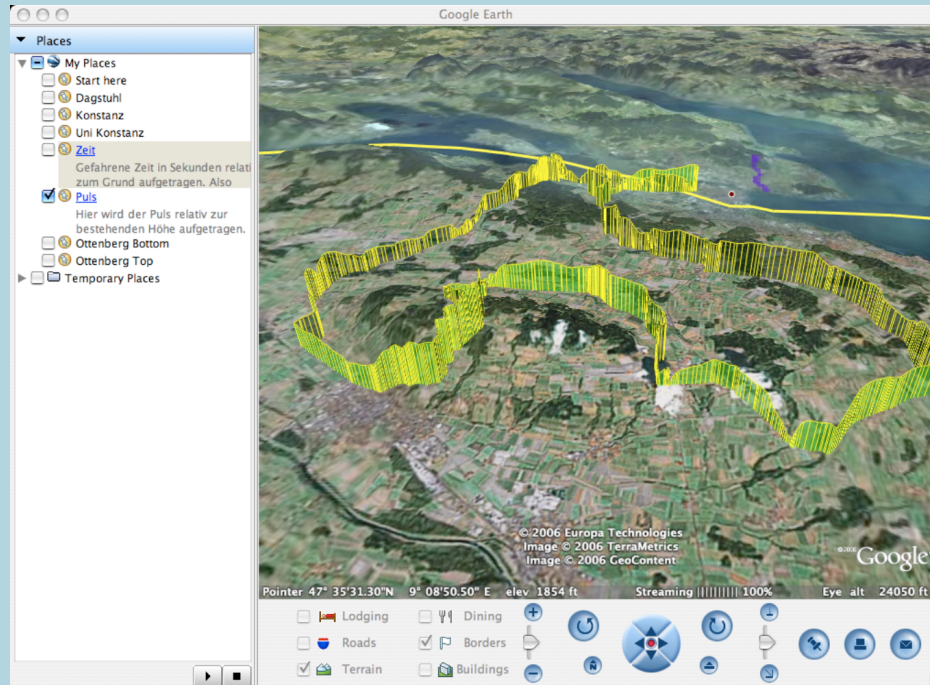 Google Earth
Places
My Places
Start here
Dagstuhl
Konstanz
Uni Konstanz
Zeit
Gefahrene Zeit in Sekunden relati
zum Grund aufgetragen. Also
Puls
Hier wird der Puls relativ zur
bestehenden Höhe aufgetragen.
Ottenberg Bottom
Ottenberg Top
Temporary Places
© 2006 Europa Technologies
Image © 2006 TerraMetrics
Image © 2006 GeoContent
©2006 Google
Pointer 47° 35'31.30"N 9° 08'50.50" E elev 1854 ft Streaming |||||||||| 100% Eye alt 24050 ft
Lodging Dining
Roads Borders
Terrain Buildings
N